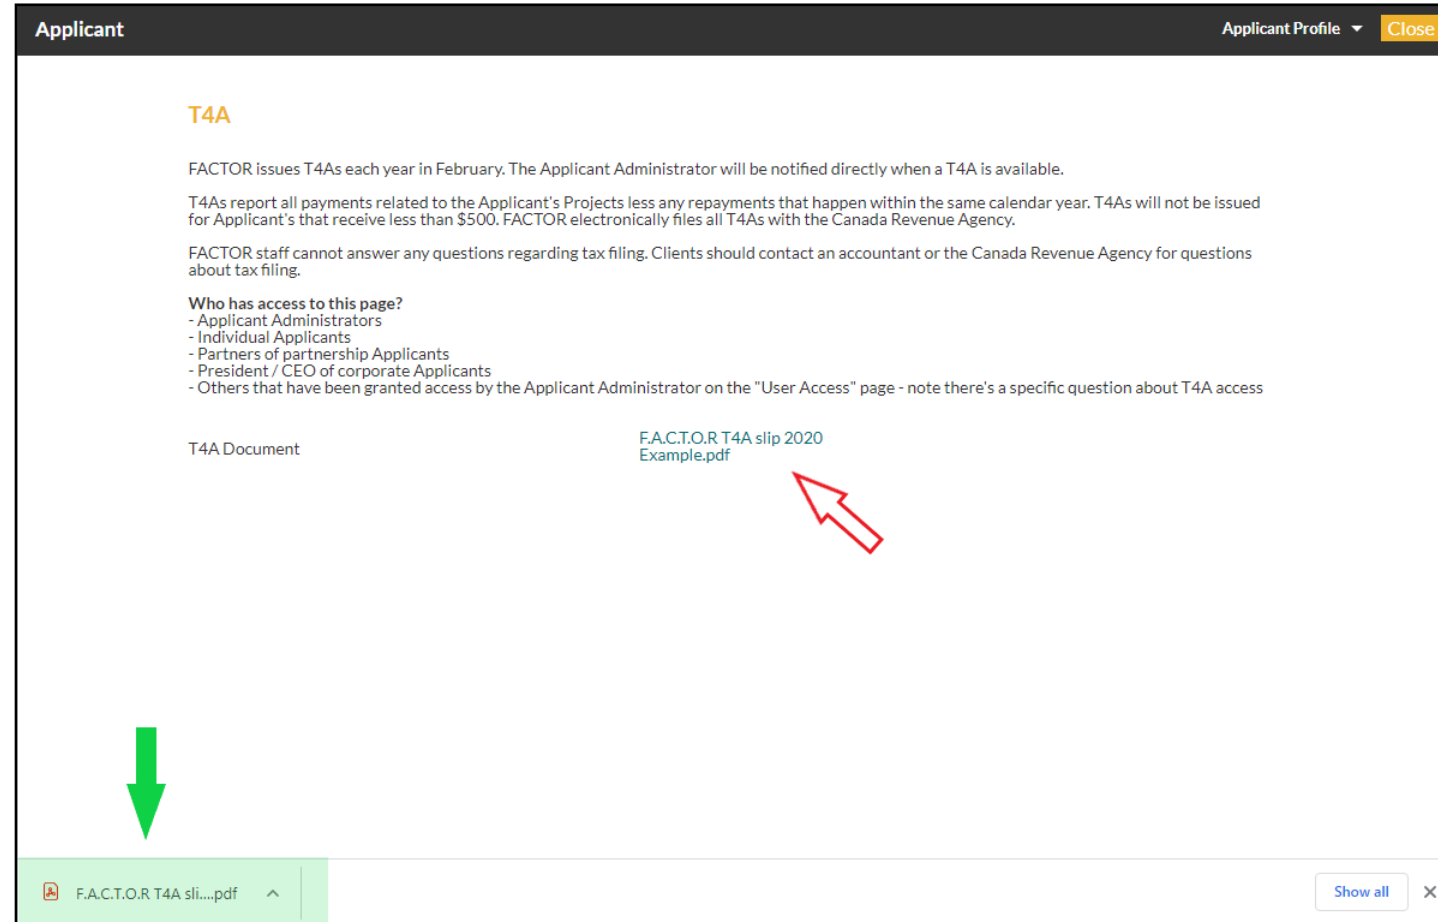 Applicant
Applicant Profile
Close
T4A
FACTOR issues T4As each year in February. The Applicant Administrator will be notified directly when a T4A is available.
T4As report all payments related to the Applicant's Projects less any repayments that happen within the same calendar year. T4As will not be issued
for Applicant's that receive less than $500. FACTOR electronically files all T4As with the Canada Revenue Agency.
FACTOR staff cannot answer any questions regarding tax filing. Clients should contact an accountant or the Canada Revenue Agency for questions
about tax filing.
Who has access to this page?
- Applicant Administrators
- Individual Applicants
- Partners of partnership Applicants
- President / CEO of corporate Applicants
- Others that have been granted access by the Applicant Administrator on the "User Access" page - note there's a specific question about T4A access
T4A Document
F.A.C.T.O.R T4A slip 2020
Example.pdf
F.A.C.T.O.R T4A sli....pdf
Show all